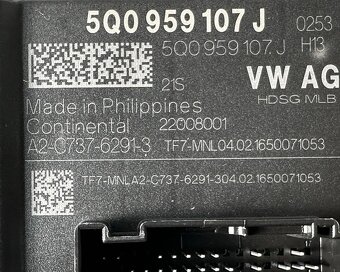 5Q0 959 107 J 0253
5Q0 959 107 J H13
21S VW AG
HDSG MLB
Made in Philippines
Continental 22008001
A2-C737-6291-3 TF7-MNL04.02.1650071053
TF7-MNLA2-C737-6291-304.02.1650071053